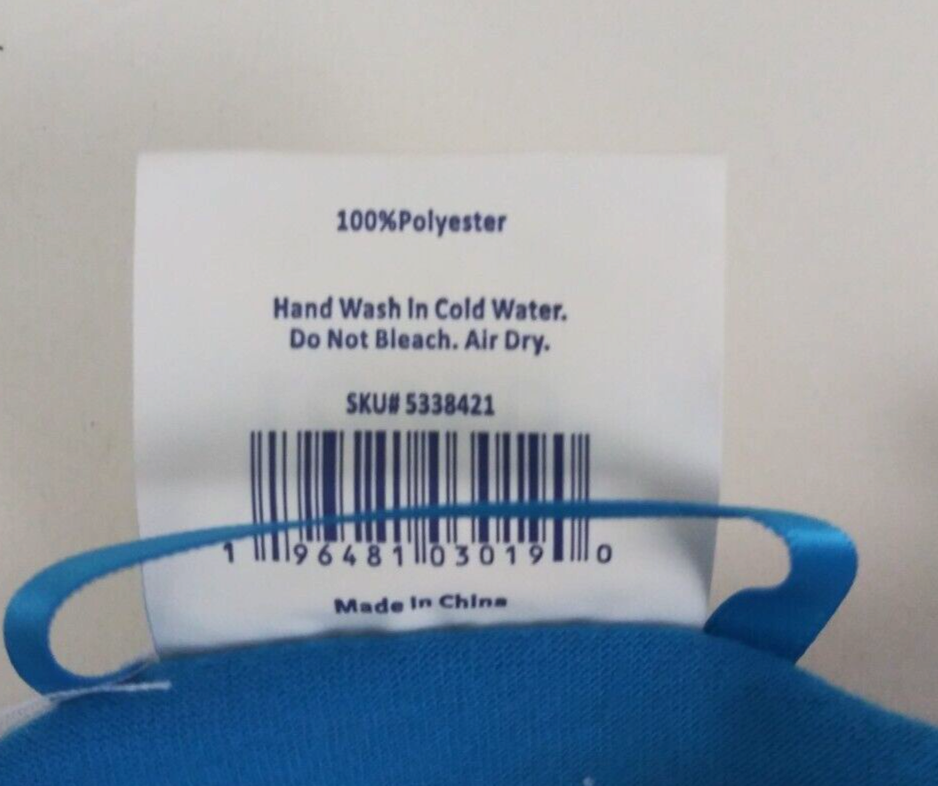 100%Polyester
Hand Wash In Cold Water.
Do Not Bleach. Air Dry.
SKU# 5338421
1 96481 03019 0
Made In China